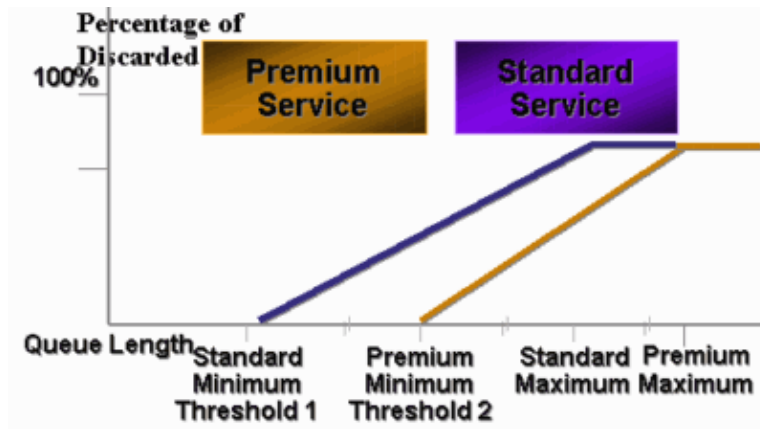 Percentage of
Discarded
100%
Premium
Service
Standard
Service
Queue Length
Standard
Minimum
Threshold 1
Premium
Minimum
Threshold 2
Standard
Maximum
Premium
Maximum